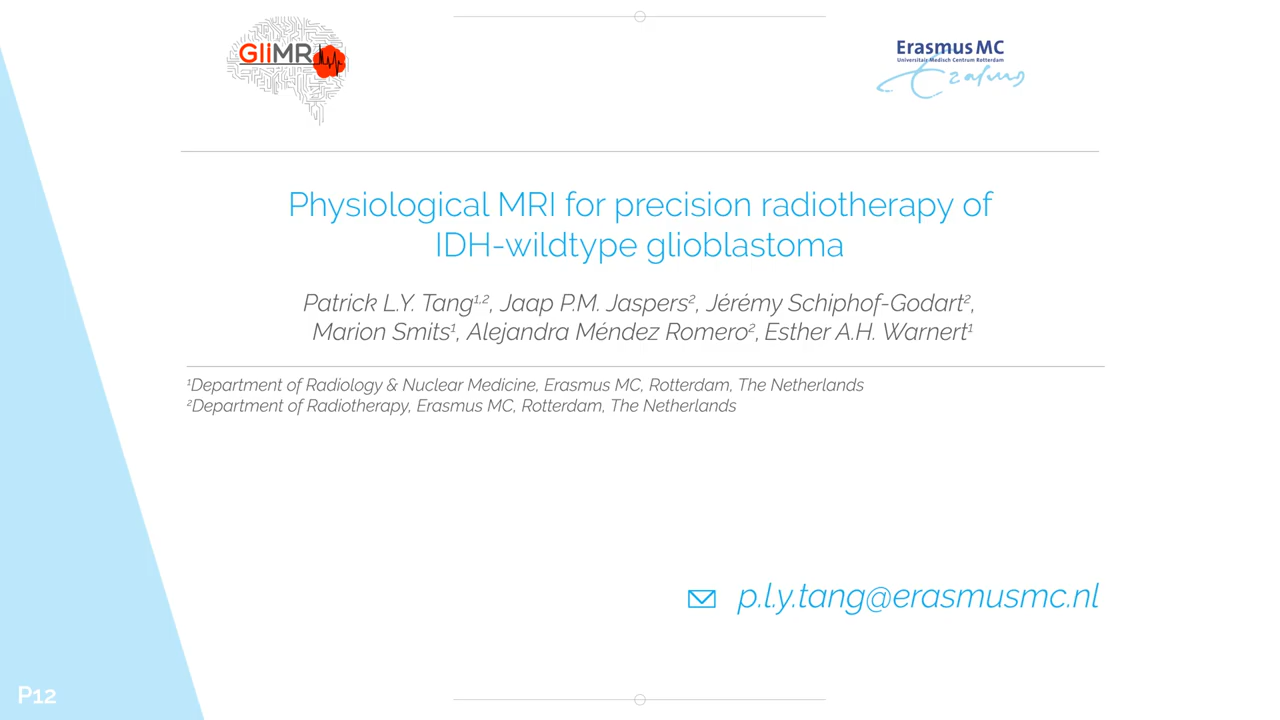 GliMR
Erasmus MC
Universitair Medisch Centrum Rotterdam
Erasmus
Physiological MRI for precision radiotherapy of
IDH-wildtype glioblastoma
Patrick L.Y. Tang¹,², Jaap P.M. Jaspers², Jérémy Schiphof-Godart²,
Marion Smits¹, Alejandra Méndez Romero², Esther A.H. Warnert¹
¹Department of Radiology & Nuclear Medicine, Erasmus MC, Rotterdam, The Netherlands
²Department of Radiotherapy, Erasmus MC, Rotterdam, The Netherlands
p.l.y.tang@erasmusmc.nl
P12